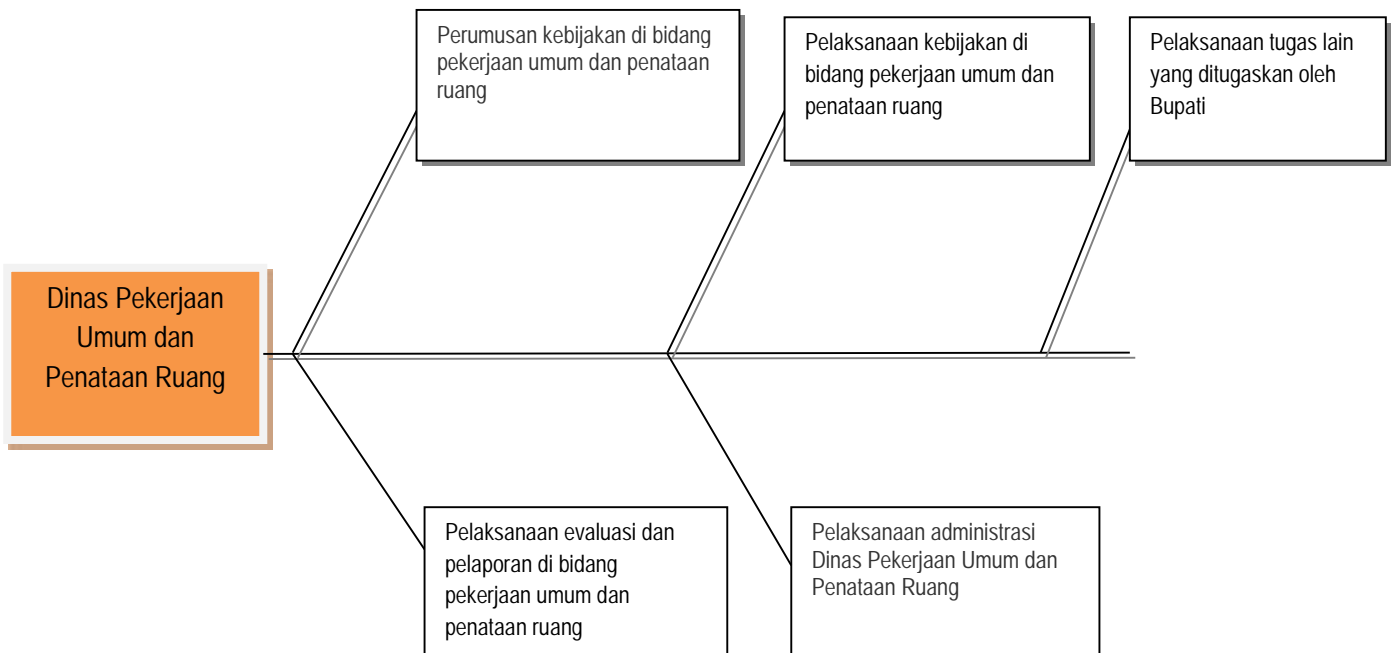 Perumusan kebijakan di bidang
pekerjaan umum dan penataan
ruang
Pelaksanaan kebijakan di
bidang pekerjaan umum dan
penataan ruang
Pelaksanaan tugas lain
yang ditugaskan oleh
Bupati
Dinas Pekerjaan
Umum dan
Penataan Ruang
Pelaksanaan evaluasi dan
pelaporan di bidang
pekerjaan umum dan
penataan ruang
Pelaksanaan administrasi
Dinas Pekerjaan Umum dan
Penataan Ruang